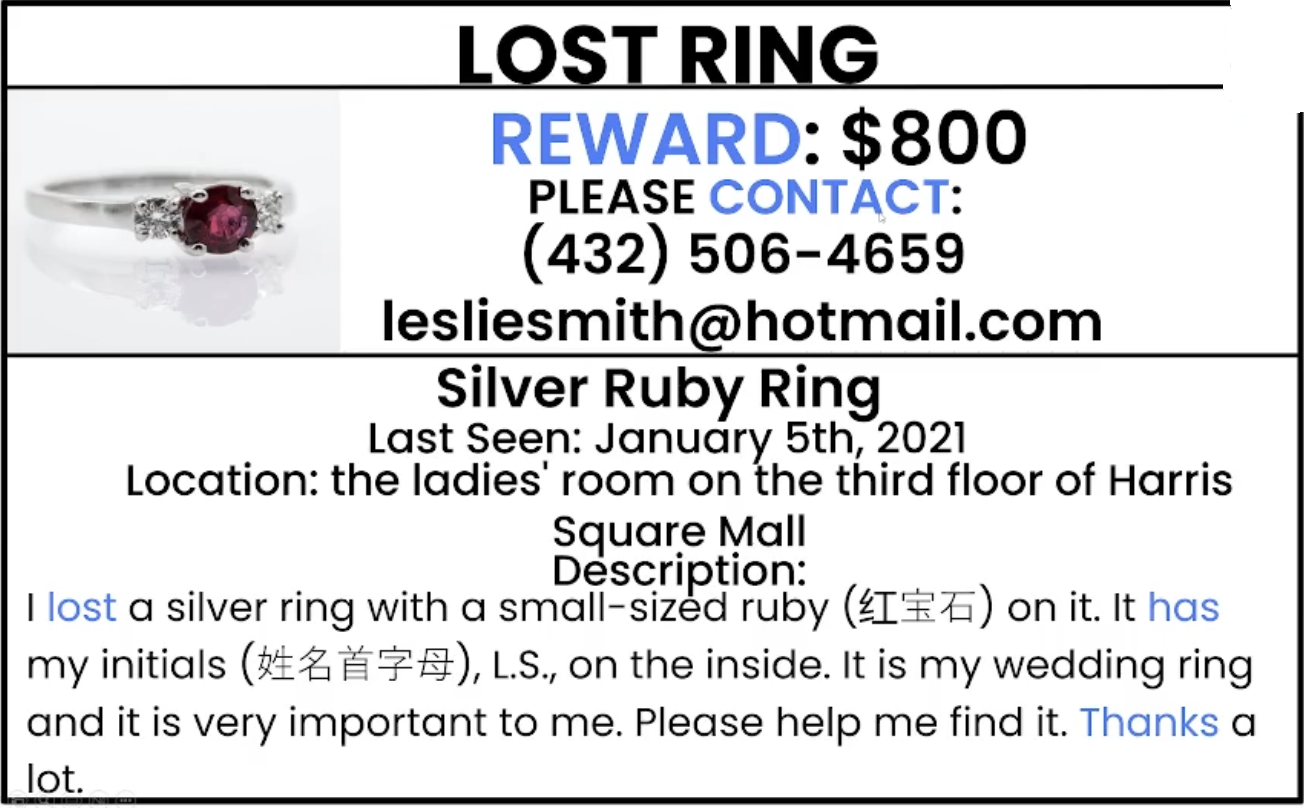 LOST RING
REWARD: $800
PLEASE CONTACT:
(432) 506-4659
lesliesmith@hotmail.com
Silver Ruby Ring
Last Seen: January 5th, 2021
Location: the ladies' room on the third floor of Harris
Square Mall
Description:
I lost a silver ring with a small-sized ruby (红宝石) on it. It has
my initials (姓名首字母), L.S., on the inside. It is my wedding ring
and it is very important to me. Please help me find it. Thanks a
lot.